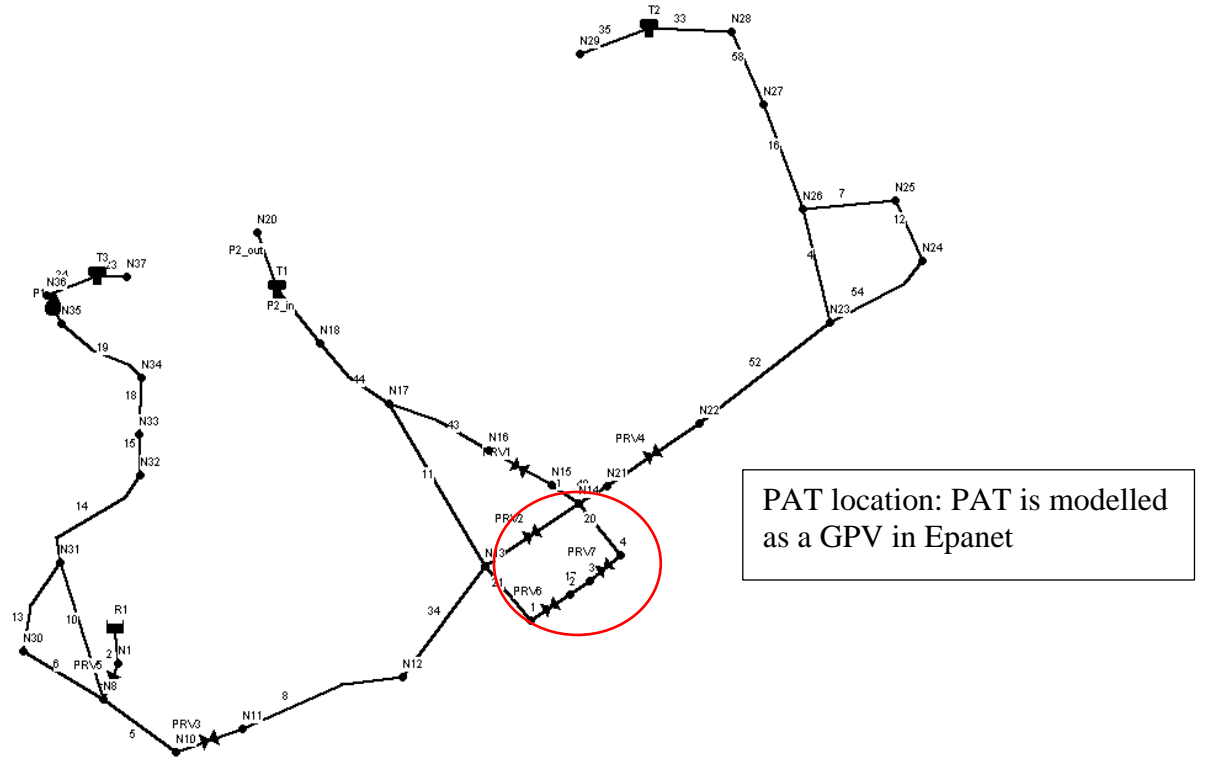 T2
35
33
N28
N29
58
N27
16
N26
7
N25
12
N24
4
54
N23
52
N22
N20
P2_out
T1
P2_in
N18
44
N17
43
N16
PRV1
N15
PRV4
N21
N14
11
PRV2
20
N13
PRV7
4
21
PRV6
17
3
2
1
34
N12
8
N11
PRV3
N10
5
T3
23
N37
N36
P1
N35
19
N34
18
N33
15
N32
14
N31
13
10
R1
N30
2
N1
6
PRV5
N8
PAT location: PAT is modelled
as a GPV in Epanet